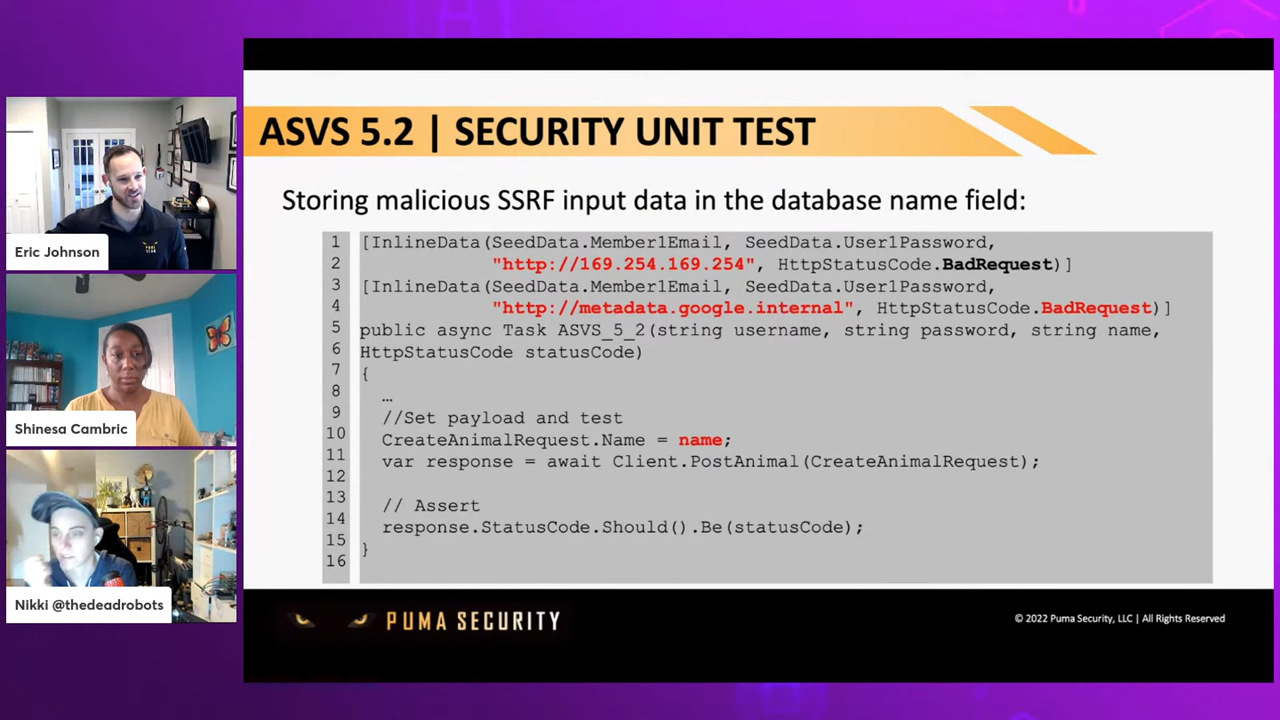 ASVS 5.2 | SECURITY UNIT TEST
Storing malicious SSRF input data in the database name field:
1 [InlineData(SeedData.Member1Email, SeedData.User1Password,
2 "http://169.254.169.254", HttpStatusCode.BadRequest)]
3 [InlineData(SeedData.Member1Email, SeedData.User1Password,
4 "http://metadata.google.internal", HttpStatusCode.BadRequest)]
5 public async Task ASVS_5_2(string username, string password, string name,
6 HttpStatusCode statusCode)
7 {
8 …
9 //Set payload and test
10 CreateAnimalRequest.Name = name;
11 var response = await Client.PostAnimal(CreateAnimalRequest);
12
13 // Assert
14 response.StatusCode.Should().Be(statusCode);
15 }
16
Eric Johnson
Shinesa Cambric
Nikki @thedeadrobots
PUMA SECURITY
© 2022 Puma Security, LLC | All Rights Reserved